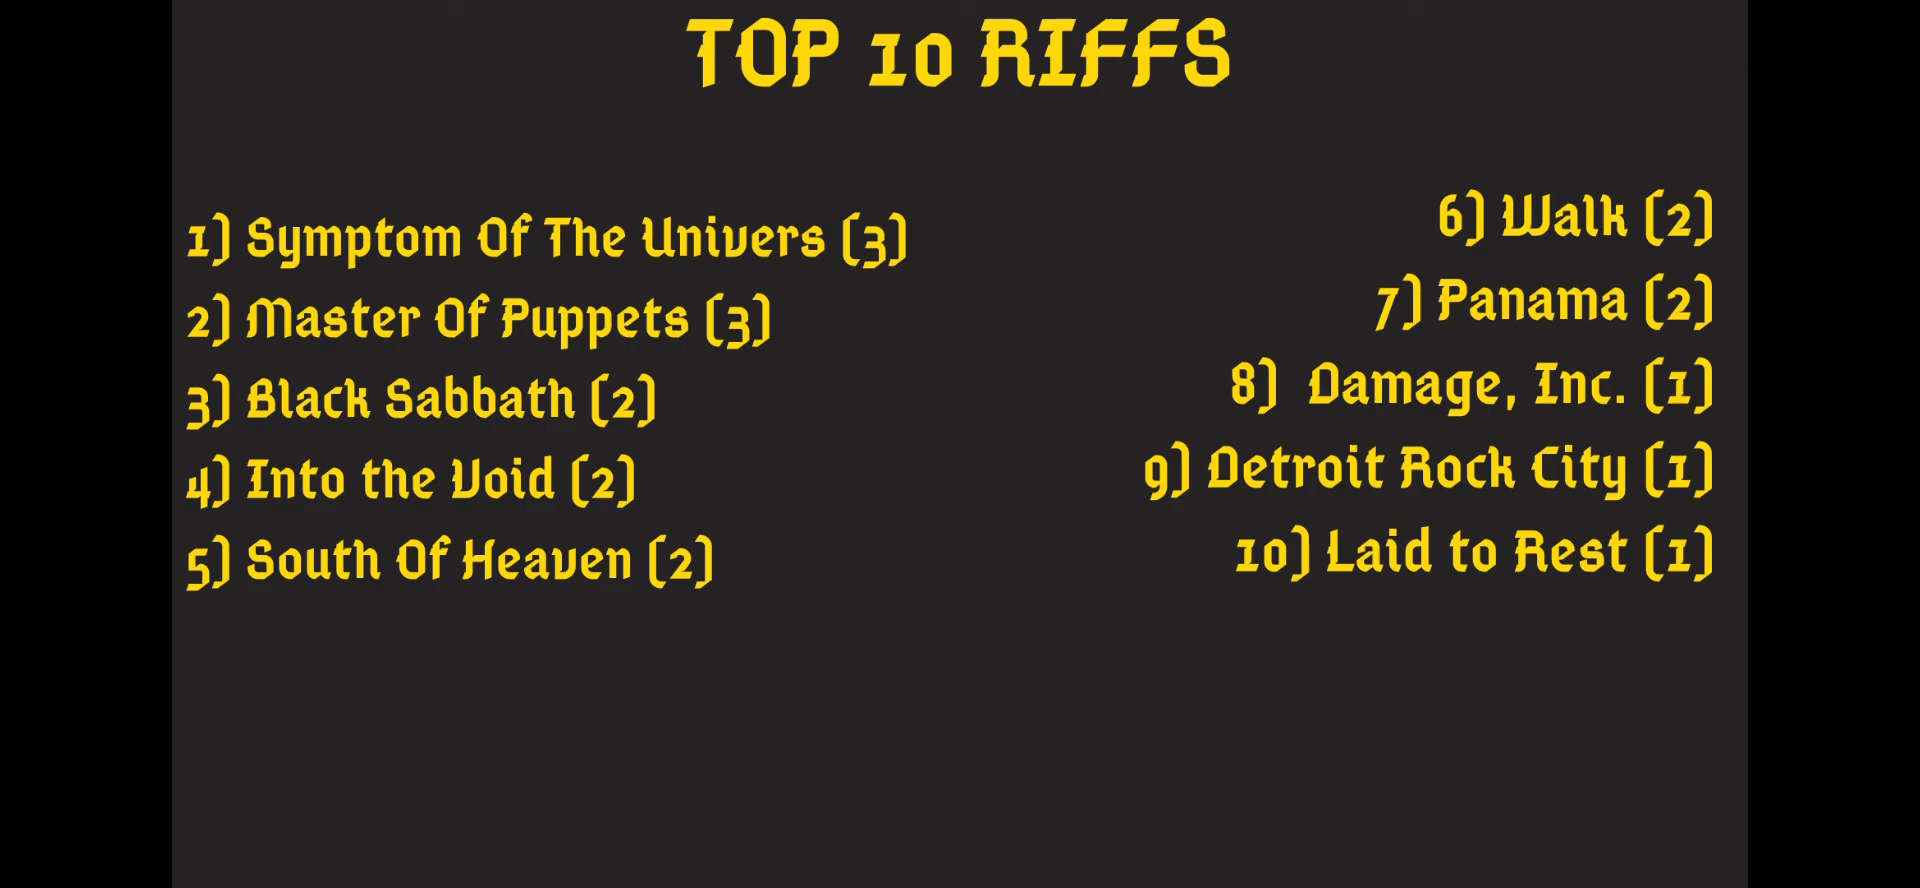 TOP 10 RIFFS
1) Symptom Of The Univers (3)
2) Master Of Puppets (3)
3) Black Sabbath (2)
4) Into the Void (2)
5) South Of Heaven (2)
6) Walk (2)
7) Panama (2)
8) Damage, Inc. (1)
9) Detroit Rock City (1)
10) Laid to Rest (1)